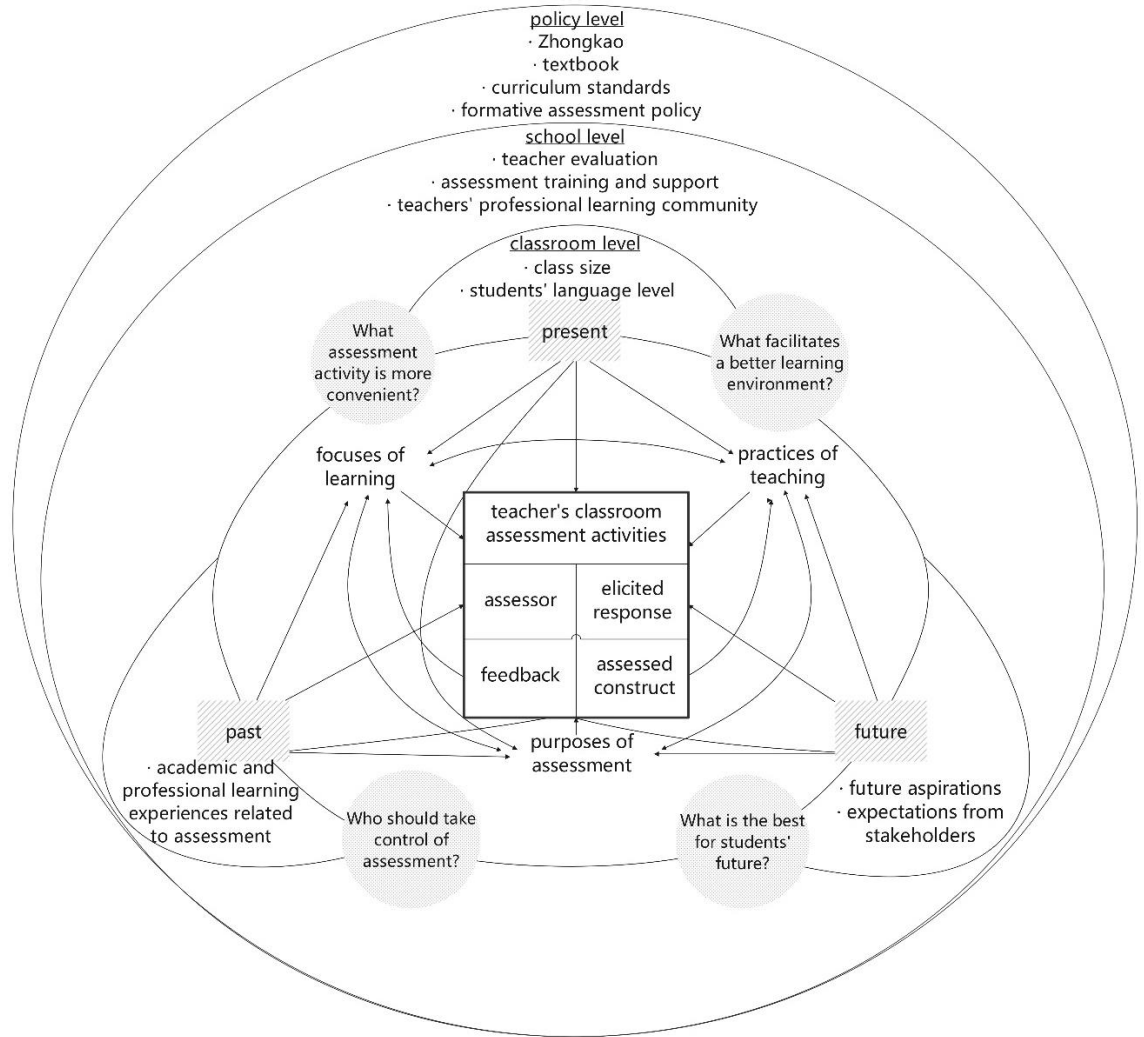 policy level
· Zhongkao
· textbook
· curriculum standards
· formative assessment policy
school level
· teacher evaluation
· assessment training and support
· teachers' professional learning community
classroom level
· class size
· students' language level
What
assessment
activity is more
convenient?
present
What facilitates
a better learning
environment?
focuses of
learning
practices of
teaching
teacher's classroom
assessment activities
assessor
elicited
response
feedback
assessed
construct
past
· academic and
professional learning
experiences related
to assessment
purposes of
assessment
future
· future aspirations
· expectations from
stakeholders
Who should take
control of
assessment?
What is the best
for students'
future?